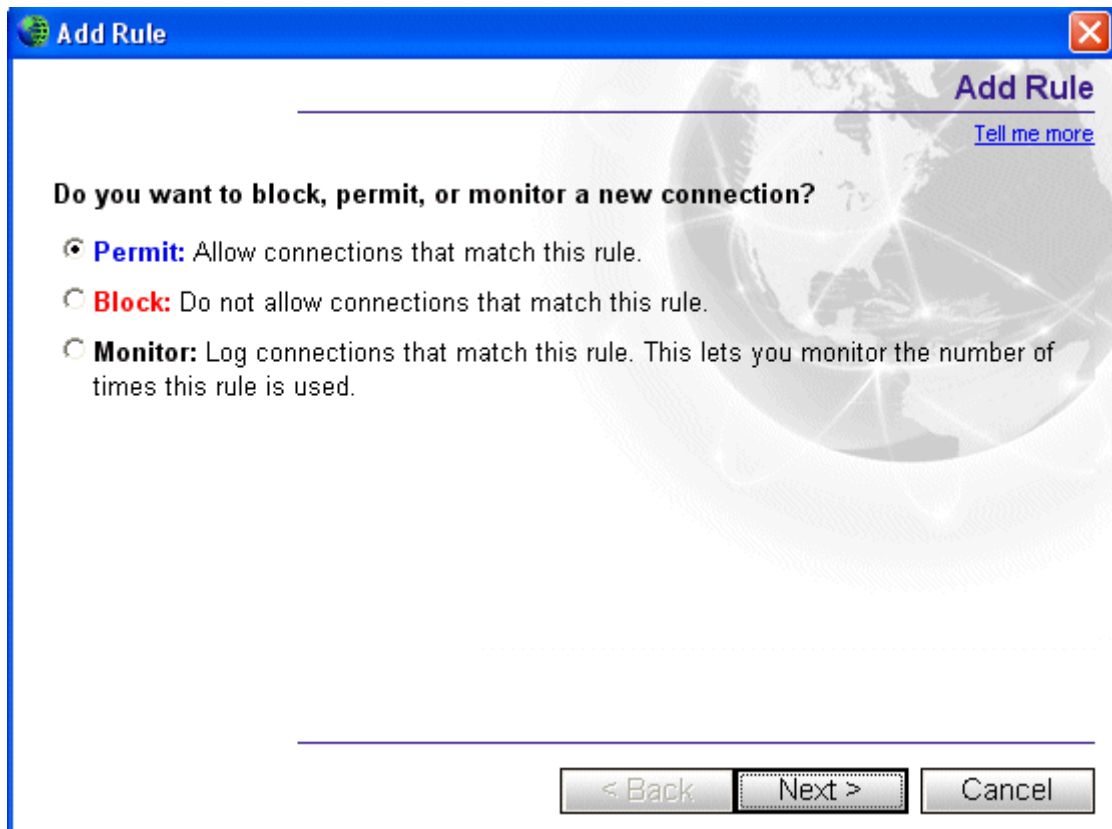 Add Rule
Add Rule
Tell me more
Do you want to block, permit, or monitor a new connection?
Permit: Allow connections that match this rule.
Block: Do not allow connections that match this rule.
Monitor: Log connections that match this rule. This lets you monitor the number of
times this rule is used.
< Back Next > Cancel